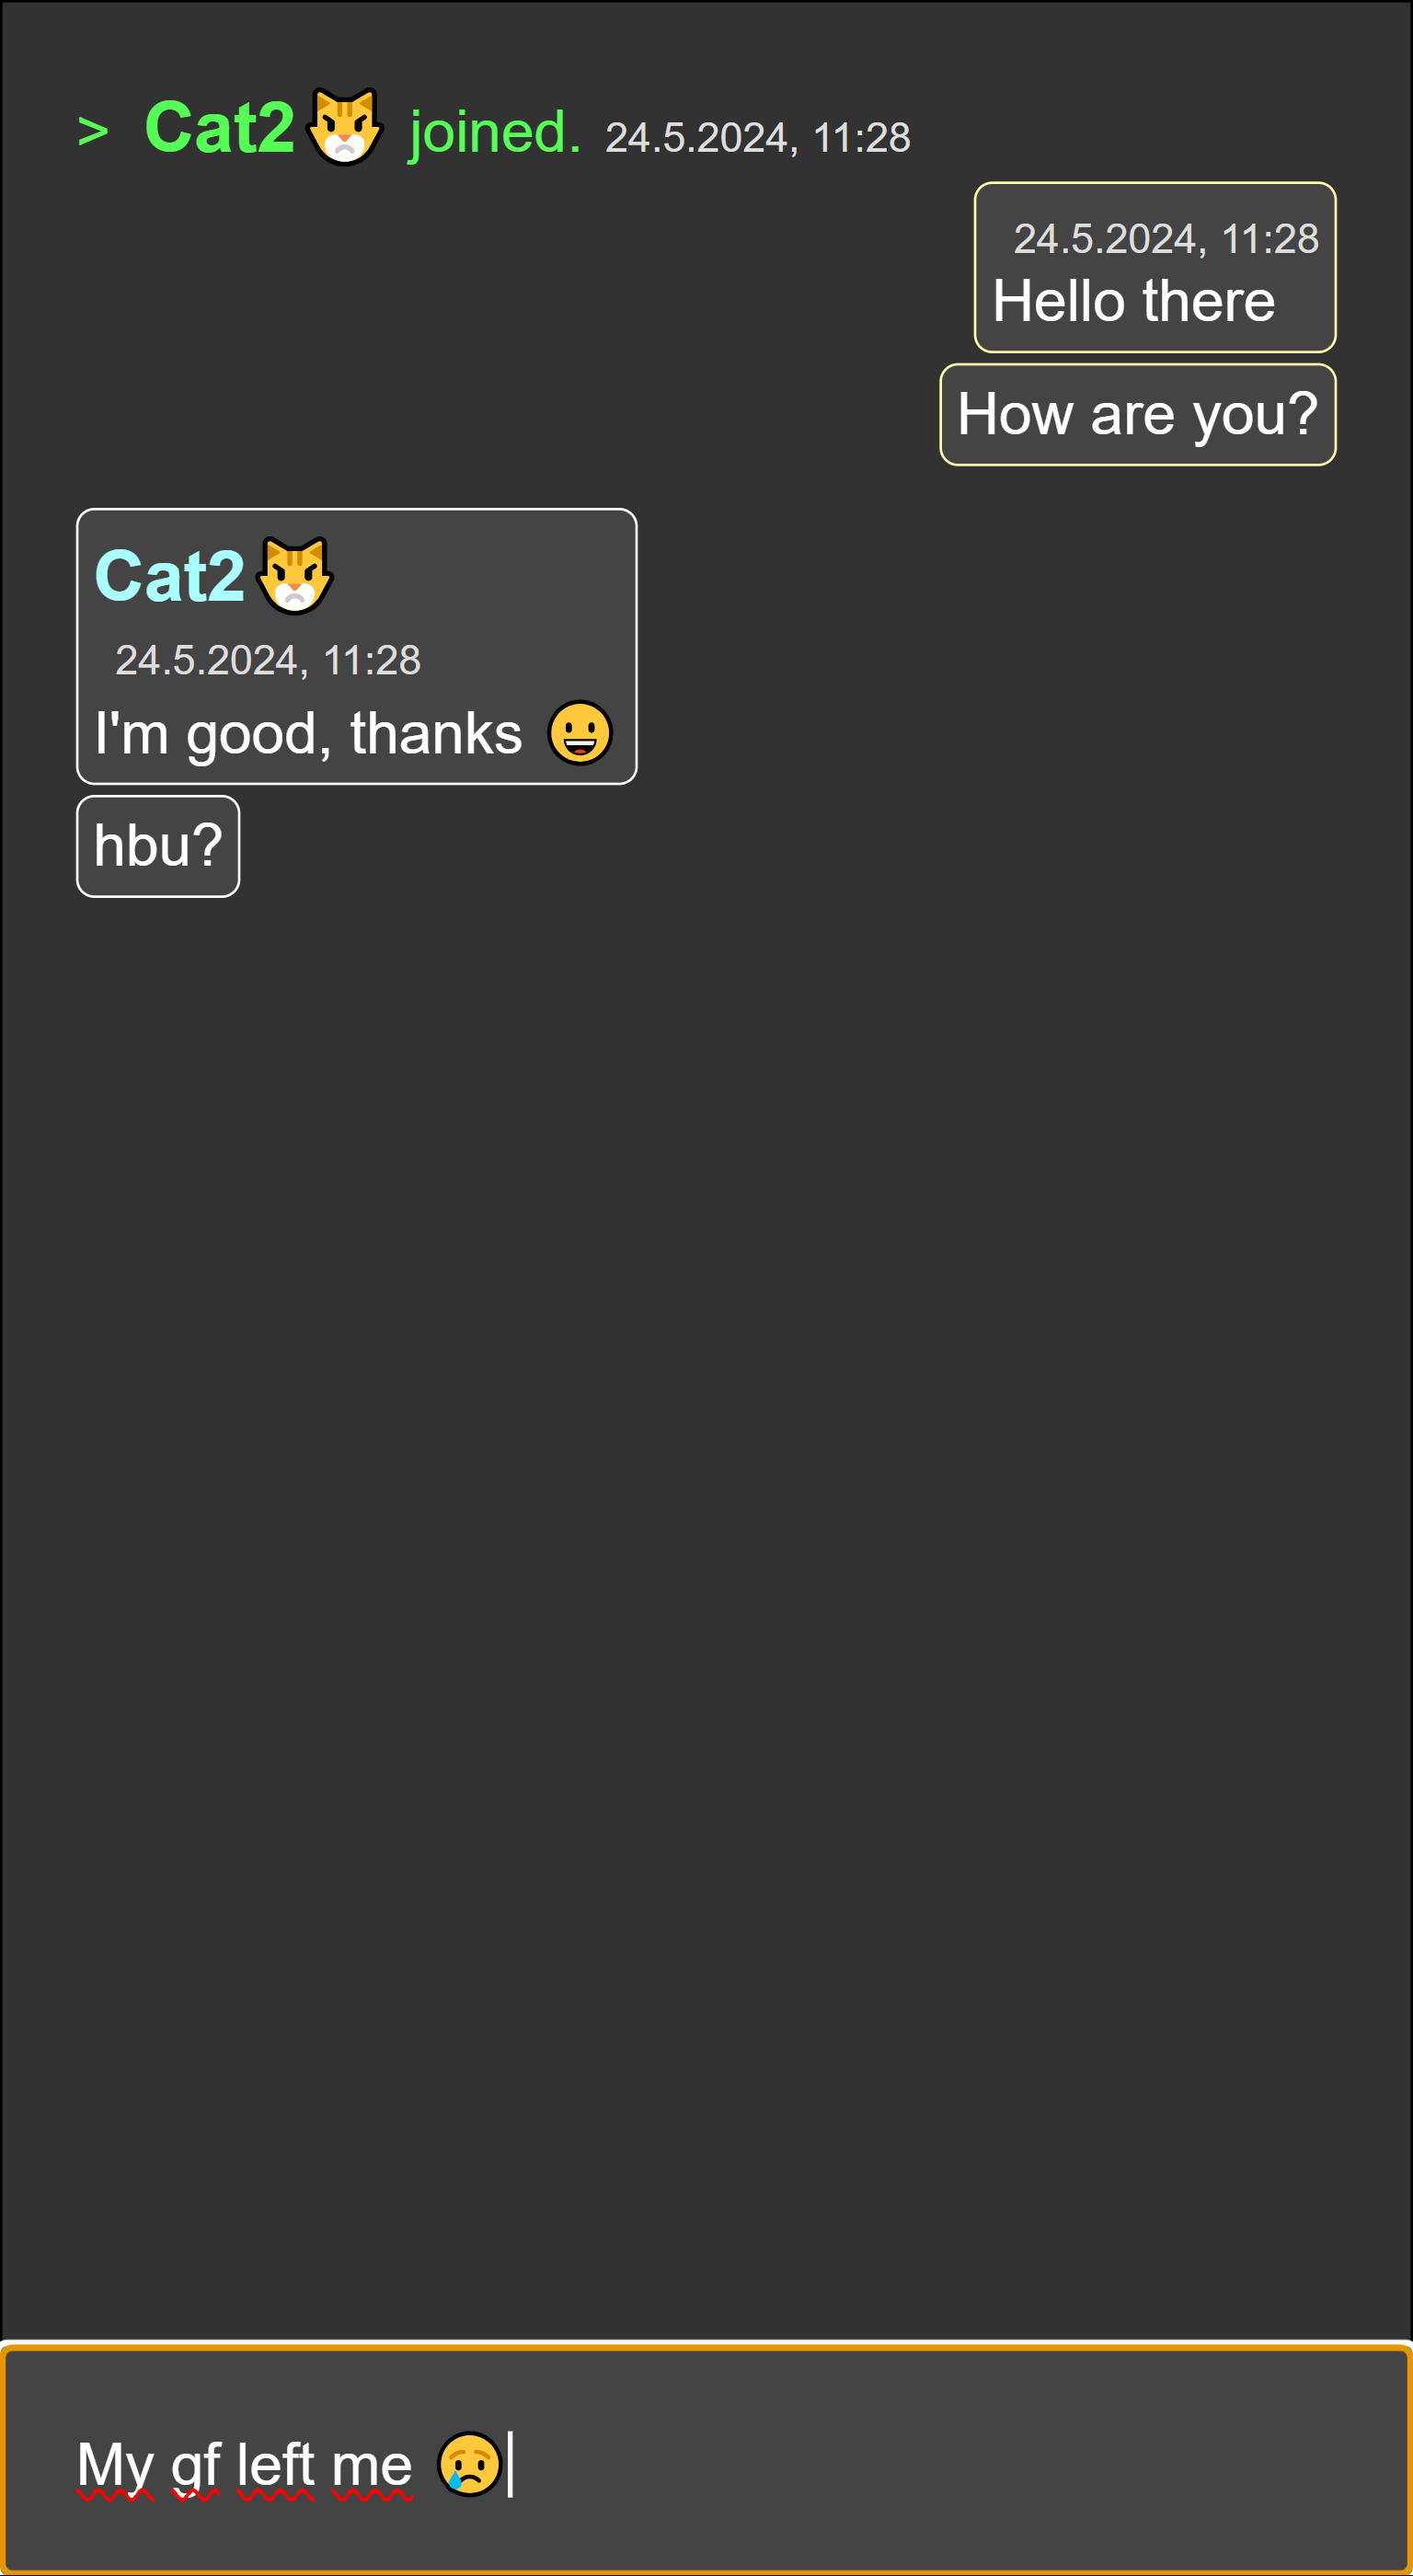 > Cat2🐯 joined. 24.5.2024, 11:28
24.5.2024, 11:28
Hello there
How are you?
Cat2🐯
24.5.2024, 11:28
I'm good, thanks 😀
hbu?
My gf left me 😢